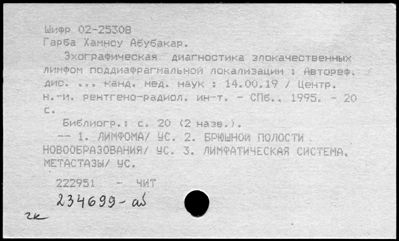 Шифр 02-25308
Гарба Хамису Абубакар.
Эхографическая диагностика злокачественных
лимфом поддиафрагмальной локализации : Автореф.
дис. ... канд. мед. наук : 14.00.19 / Центр.
н.-и. рентгено-радиол. ин-т. - СПб., 1995. - 20
с.
Библиогр.: с. 20 (2 назв.).
-- 1. ЛИМФОМА/ УС. 2. БРЮШНОЙ ПОЛОСТИ
НОВООБРАЗОВАНИЯ/ УС. 3. ЛИМФАТИЧЕСКАЯ СИСТЕМА,
МЕТАСТАЗЫ/ УС.
222951 - ЧИТ
234699-аб
гк